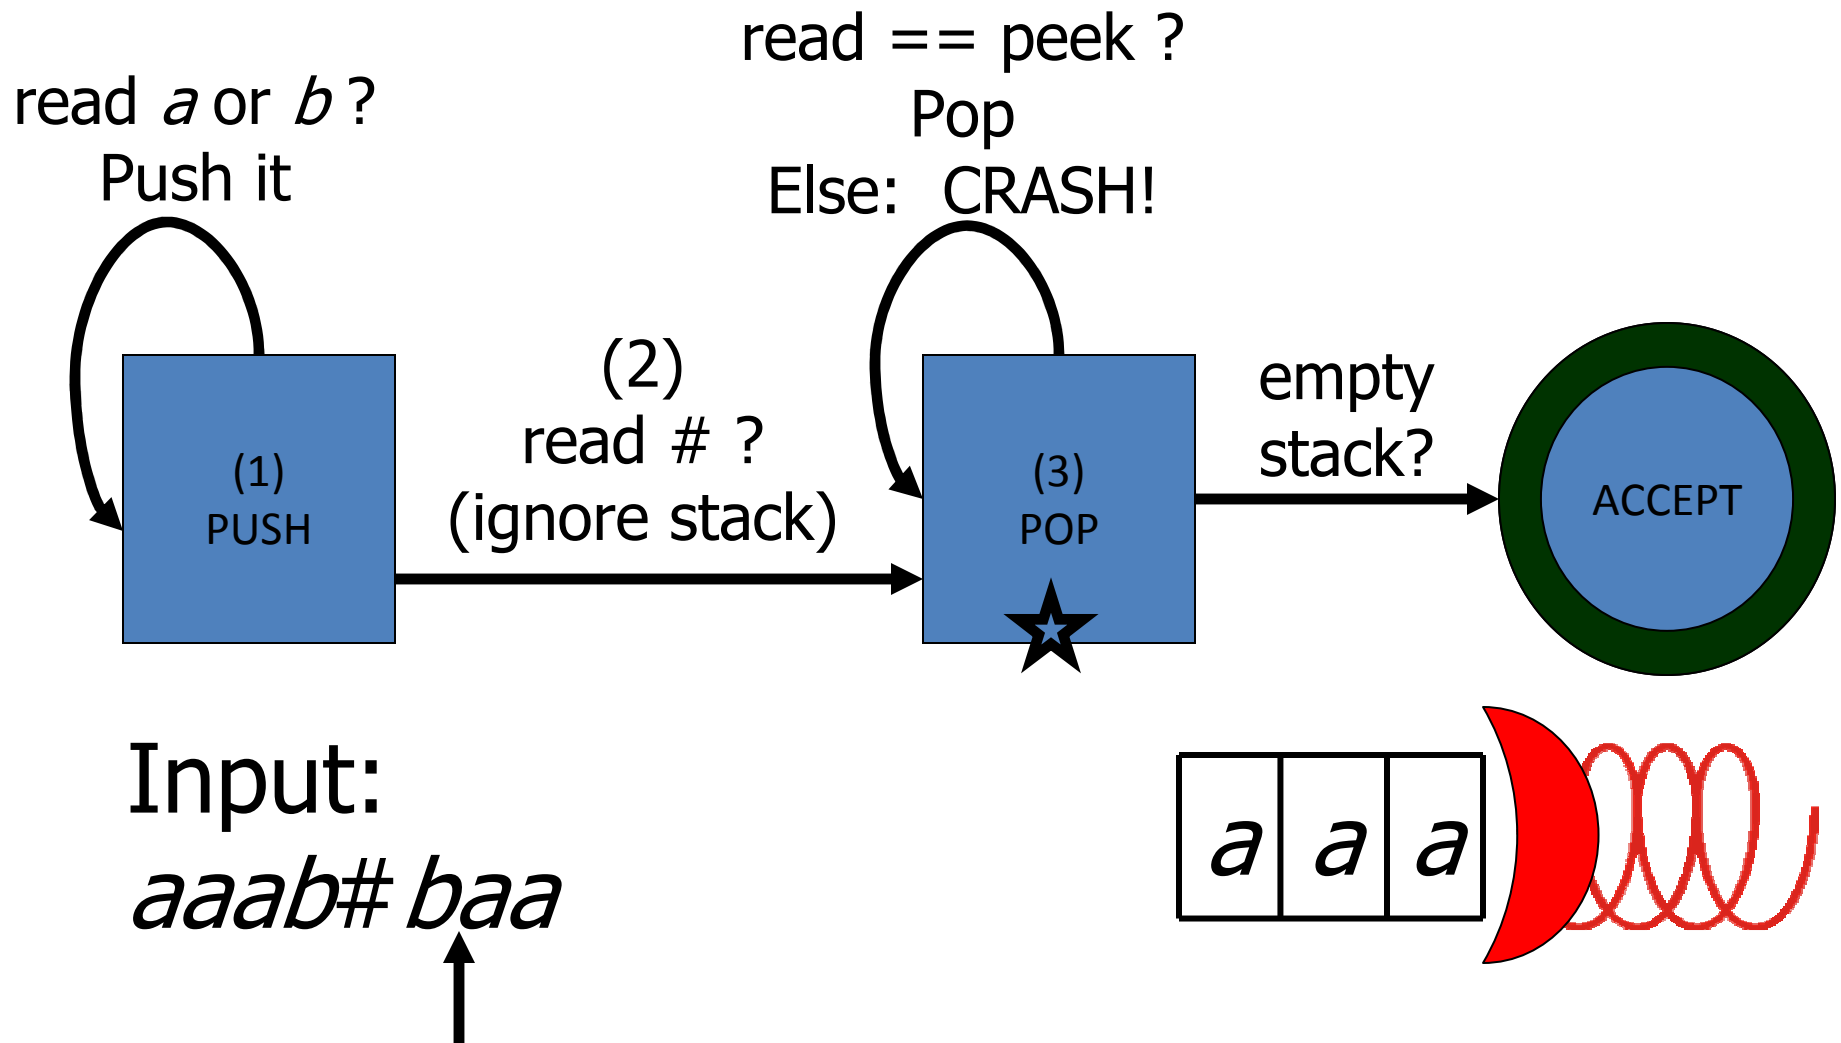 read a or b ?
Push it
read == peek ?
Pop
Else: CRASH!
(1)
PUSH
(2)
read # ?
(ignore stack)
(3)
POP
empty
stack?
ACCEPT
Input:
aaab#baa
a a a